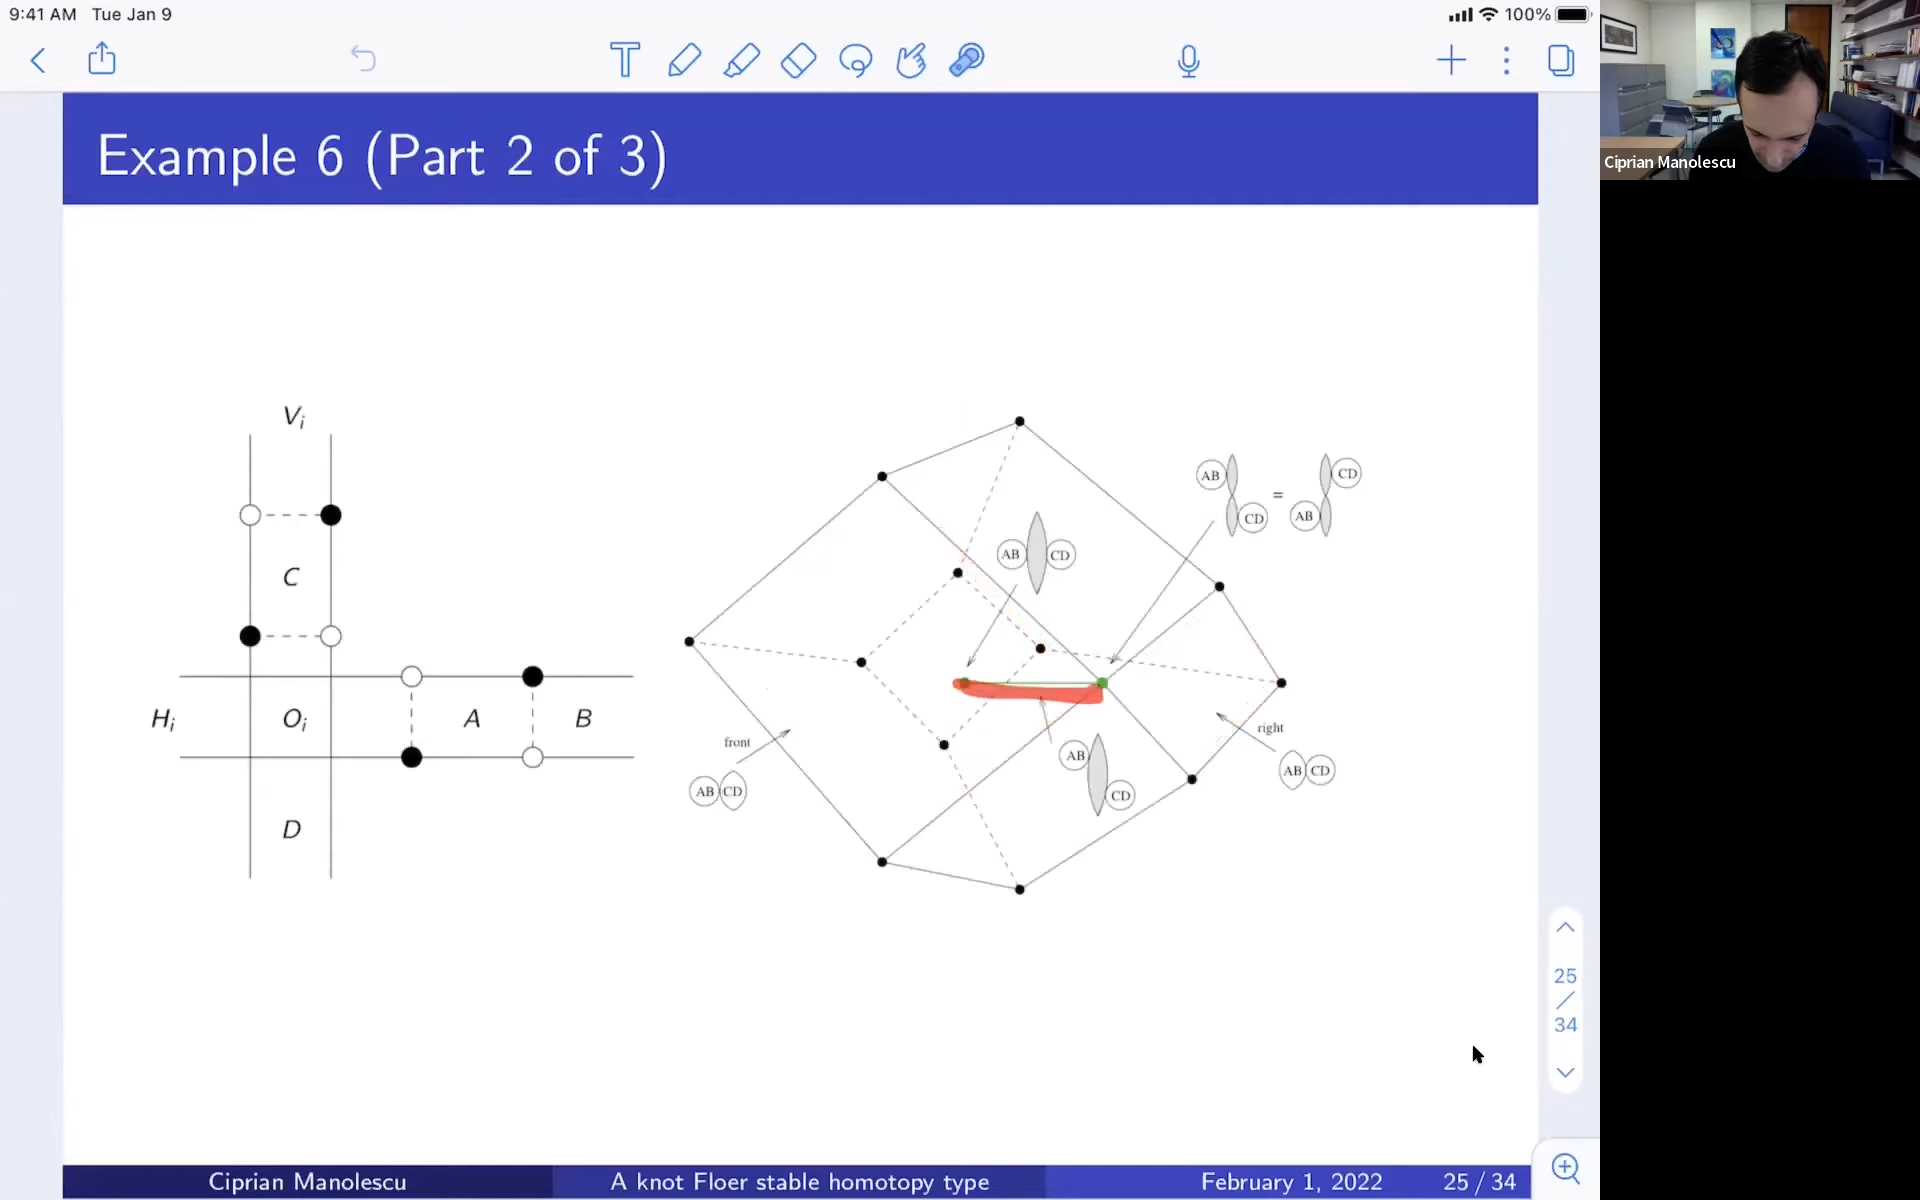 9:41 AM Tue Jan 9
100%
Ciprian Manolescu
Example 6 (Part 2 of 3)
V_i
C
H_i
O_i
A
B
D
AB CD
AB CD = AB CD
AB CD
front
AB CD
right
AB CD
25
34
Ciprian Manolescu
A knot Floer stable homotopy type
February 1, 2022
25 / 34